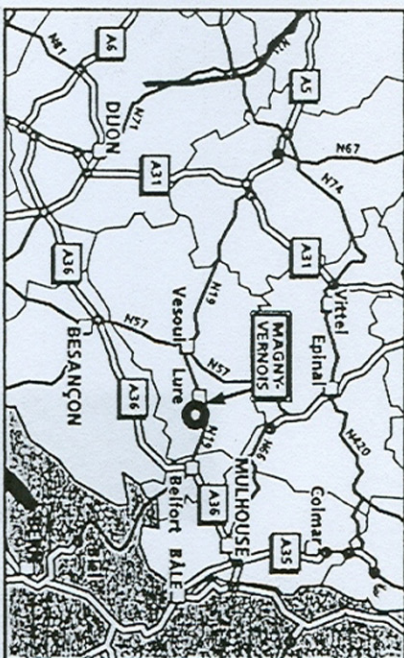 A6
N81
A5
N71
DIJON
N67
A31
N74
A31
Vittel
N19
MAGNY-
VERNOIS
Epinal
A36
Vesoul
N57
N57
Lure
BESANÇON
N420
A36
N19
N66
Colmar
MULHOUSE
A36
Belfort
A35
BÂLE